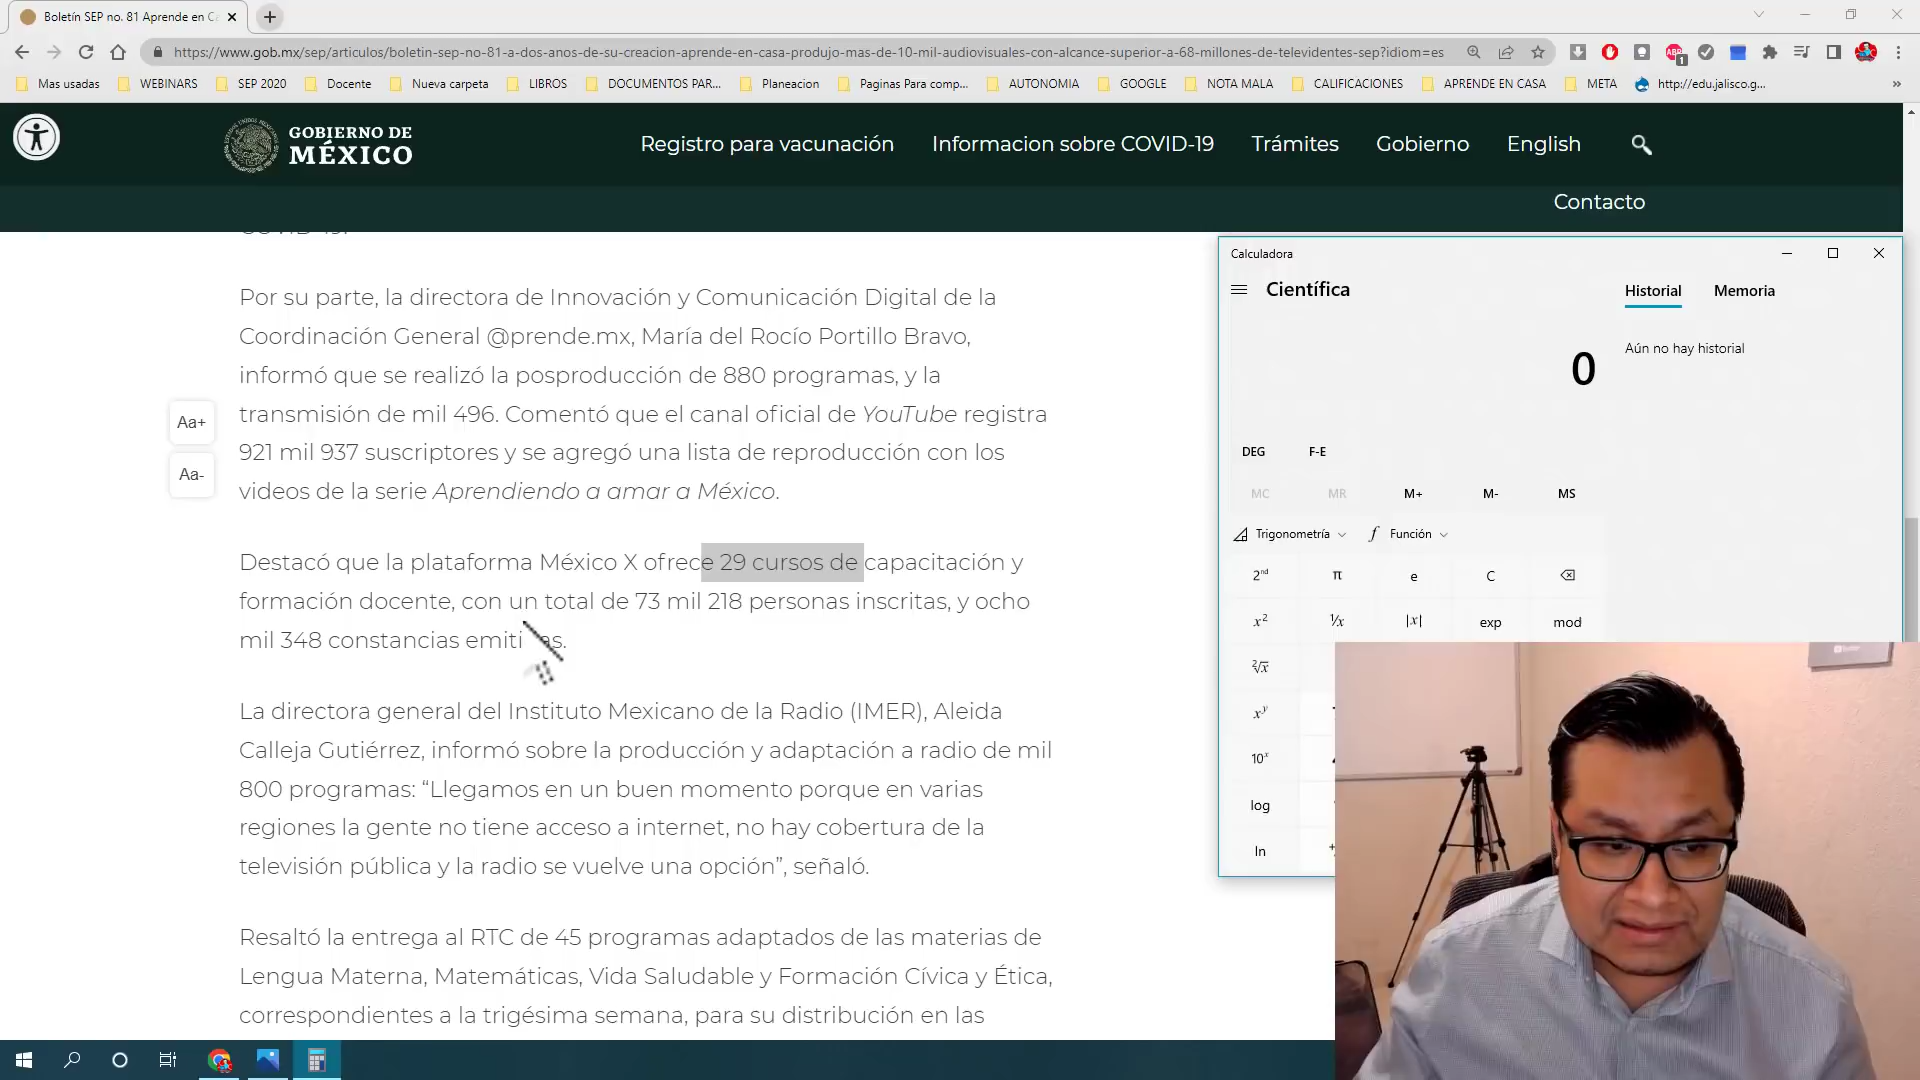 Boletín SEP no. 81 Aprende en C
https://www.gob.mx/sep/articulos/boletin-sep-no-81-a-dos-anos-de-su-creacion-aprende-en-casa-produjo-mas-de-10-mil-audiovisuales-con-alcance-superior-a-68-millones-de-televidentes-sep?idiom=es
ABP
1
Mas usadas
WEBINARS
SEP 2020
Docente
Nueva carpeta
LIBROS
DOCUMENTOS PAR...
Planeacion
Paginas Para comp...
AUTONOMIA
GOOGLE
NOTA MALA
CALIFICACIONES
APRENDE EN CASA
META
http://edu.jalisco.g...
»
GOBIERNO DE
MÉXICO
Registro para vacunación
Informacion sobre COVID-19
Trámites
Gobierno
English
Contacto
COVID-19.
Por su parte, la directora de Innovación y Comunicación Digital de la
Coordinación General @prende.mx, María del Rocío Portillo Bravo,
informó que se realizó la posproducción de 880 programas, y la
transmisión de mil 496. Comentó que el canal oficial de YouTube registra
921 mil 937 suscriptores y se agregó una lista de reproducción con los
videos de la serie Aprendiendo a amar a México.
Aa+
Aa-
Destacó que la plataforma México X ofrece 29 cursos de capacitación y
formación docente, con un total de 73 mil 218 personas inscritas, y ocho
mil 348 constancias emiti as.
La directora general del Instituto Mexicano de la Radio (IMER), Aleida
Calleja Gutiérrez, informó sobre la producción y adaptación a radio de mil
800 programas: “Llegamos en un buen momento porque en varias
regiones la gente no tiene acceso a internet, no hay cobertura de la
televisión pública y la radio se vuelve una opción”, señaló.
Resaltó la entrega al RTC de 45 programas adaptados de las materias de
Lengua Materna, Matemáticas, Vida Saludable y Formación Cívica y Ética,
correspondientes a la trigésima semana, para su distribución en las
Calculadora
Científica
Historial
Memoria
Aún no hay historial
0
DEG
F-E
MC
MR
M+
M-
MS
Trigonometría
f Función
2nd
π
e
C
x²
¹/x
|x|
exp
mod
²√x
xʸ
10ˣ
log
ln